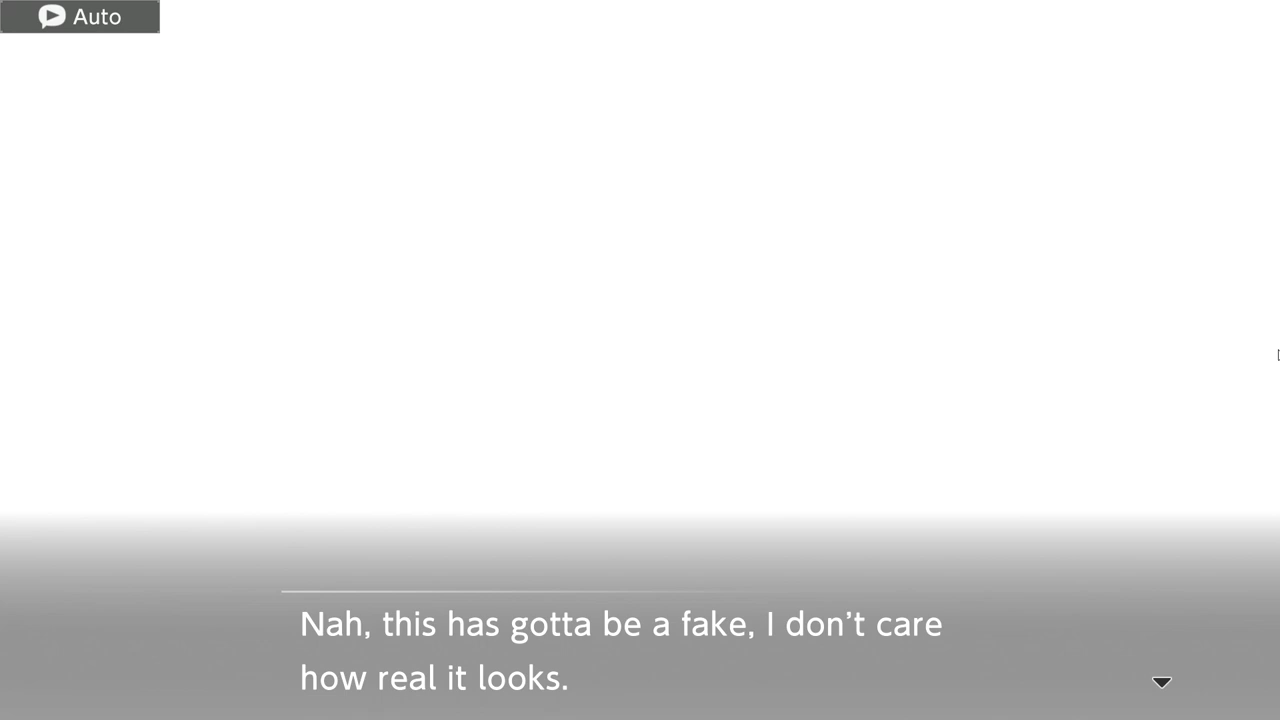 Auto
Nah, this has gotta be a fake, I don’t care
how real it looks.